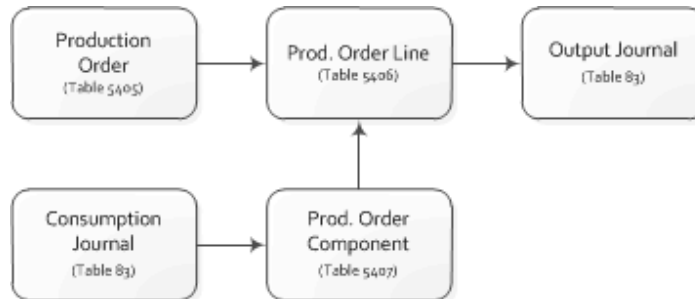 Production
Order
(Table 5405)
Prod. Order Line
(Table 5406)
Output Journal
(Table 83)
Consumption
Journal
(Table 83)
Prod. Order
Component
(Table 5407)